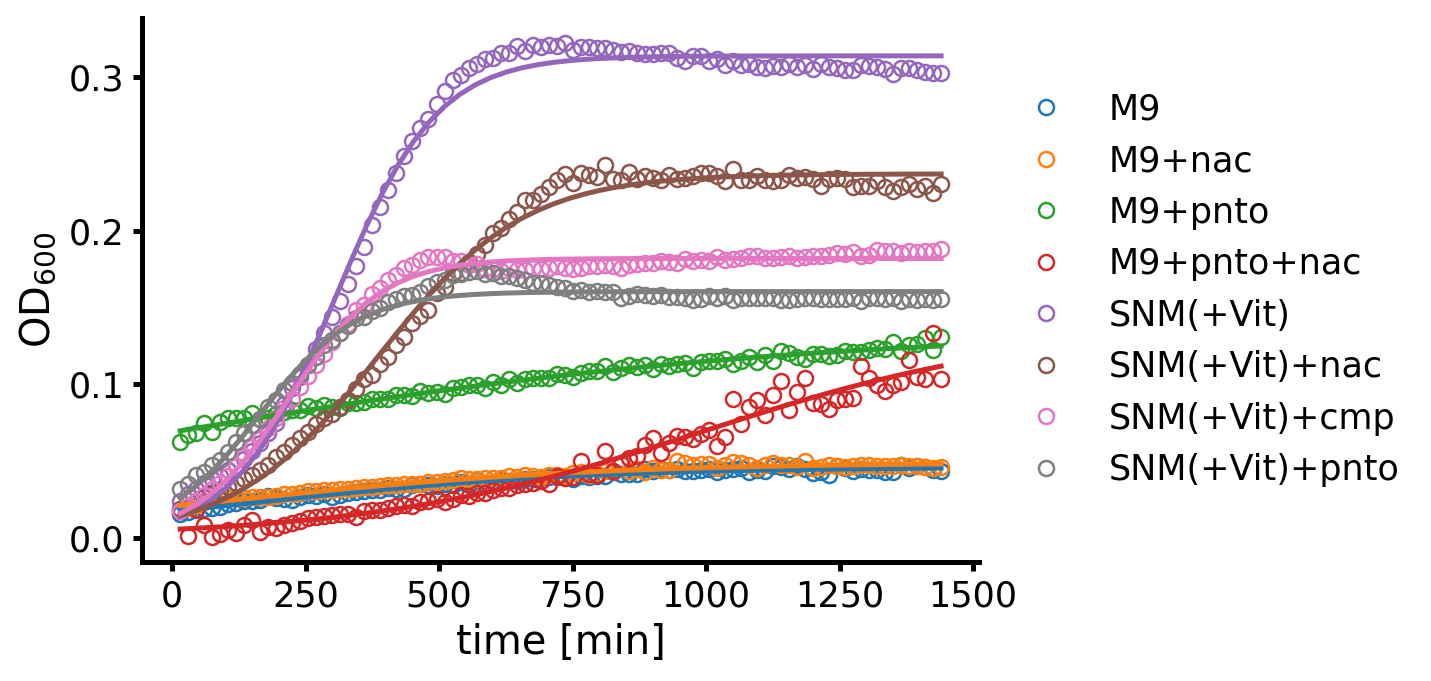 OD600
0.3
0.2
0.1
0.0
0 250 500 750 1000 1250 1500
time [min]
M9
M9+nac
M9+pnto
M9+pnto+nac
SNM(+Vit)
SNM(+Vit)+nac
SNM(+Vit)+cmp
SNM(+Vit)+pnto